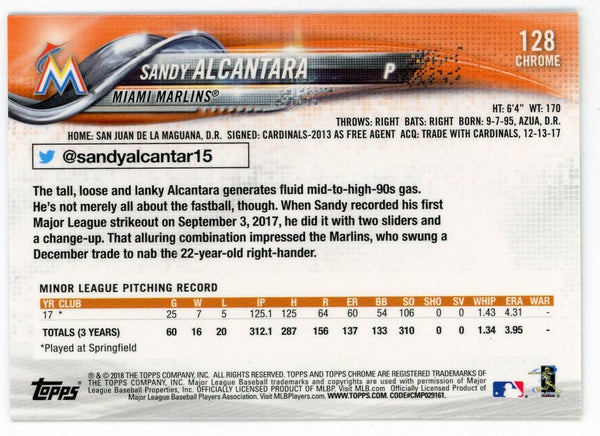 128
CHROME
M
SANDY ALCANTARA
P
MIAMI MARLINS®
HT: 6'4" WT: 170
THROWS: RIGHT BATS: RIGHT BORN: 9-7-95, AZUA, D.R.
HOME: SAN JUAN DE LA MAGUANA, D.R. SIGNED: CARDINALS-2013 AS FREE AGENT ACQ: TRADE WITH CARDINALS, 12-13-17
@sandyalcantar15
The tall, loose and lanky Alcantara generates fluid mid-to-high-90s gas.
He's not merely all about the fastball, though. When Sandy recorded his first
Major League strikeout on September 3, 2017, he did it with two sliders and
a change-up. That alluring combination impressed the Marlins, who swung a
December trade to nab the 22-year-old right-hander.
MINOR LEAGUE PITCHING RECORD
YR CLUB G W L IP H R ER BB SO SHO SV WHIP ERA WAR
17 * 25 7 5 125.1 125 74 60 54 106 0 0 1.43 4.31 -
TOTALS (3 YEARS) 60 16 20 312.1 287 156 137 133 310 0 0 1.34 3.95 -
*Played at Springfield
® & © 2018 THE TOPPS COMPANY, INC. ALL RIGHTS RESERVED. TOPPS AND TOPPS CHROME ARE REGISTERED TRADEMARKS OF
THE TOPPS COMPANY, INC. Major League Baseball trademarks and copyrights are used with permission of Major
League Baseball Properties, Inc. OFFICIALLY LICENSED PRODUCT OF MLBP. Visit MLB.com. OFFICIAL LICENSEE OF Major
League Baseball Players Association. Visit MLBPlayers.com. WWW.TOPPS.COM. CODE#CMP029161.
topps